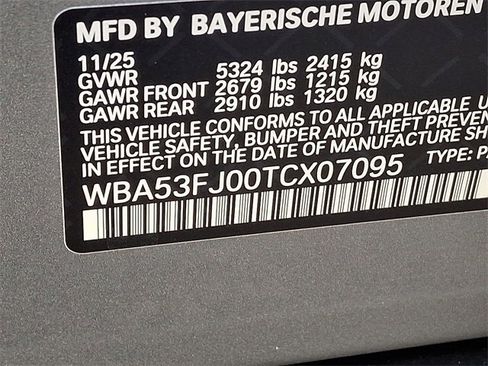 MFD BY BAYERISCHE MOTOREN
11/25
GVWR 5324 lbs 2415 kg
GAWR FRONT 2679 lbs 1215 kg
GAWR REAR 2910 lbs 1320 kg
THIS VEHICLE CONFORMS TO ALL APPLICABLE
VEHICLE SAFETY, BUMPER AND THEFT PREVE
IN EFFECT ON THE DATE OF MANUFACTURE SH
WBA53FJ00TCX07095 TYPE: P